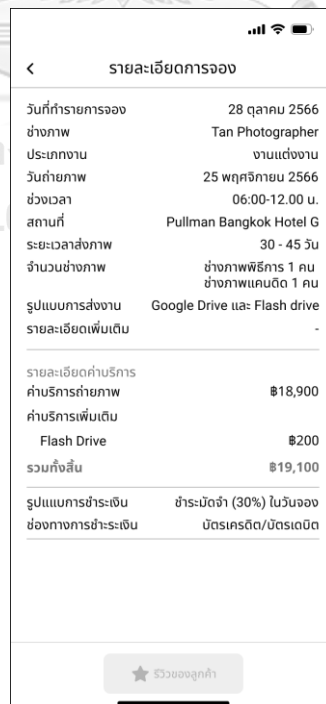 รายละเอียดการจอง
วันที่ทำรายการจอง 28 ตุลาคม 2566
ช่างภาพ Tan Photographer
ประเภทงาน งานแต่งงาน
วันถ่ายภาพ 25 พฤศจิกายน 2566
ช่วงเวลา 06:00-12.00 น.
สถานที่ Pullman Bangkok Hotel G
ระยะเวลาส่งภาพ 30 - 45 วัน
จำนวนช่างภาพ ช่างภาพพิธีการ 1 คน
ช่างภาพแคนดิด 1 คน
รูปแบบการส่งงาน Google Drive และ Flash drive
รายละเอียดเพิ่มเติม -
รายละเอียดค่าบริการ
ค่าบริการถ่ายภาพ ฿18,900
ค่าบริการเพิ่มเติม
Flash Drive ฿200
รวมทั้งสิ้น ฿19,100
รูปแแบการชำระเงิน ชำระมัดจำ (30%) ในวันจอง
ช่องทางการชำะระเงิน บัตรเครดิต/บัตรเดบิต
รีวิวของลูกค้า